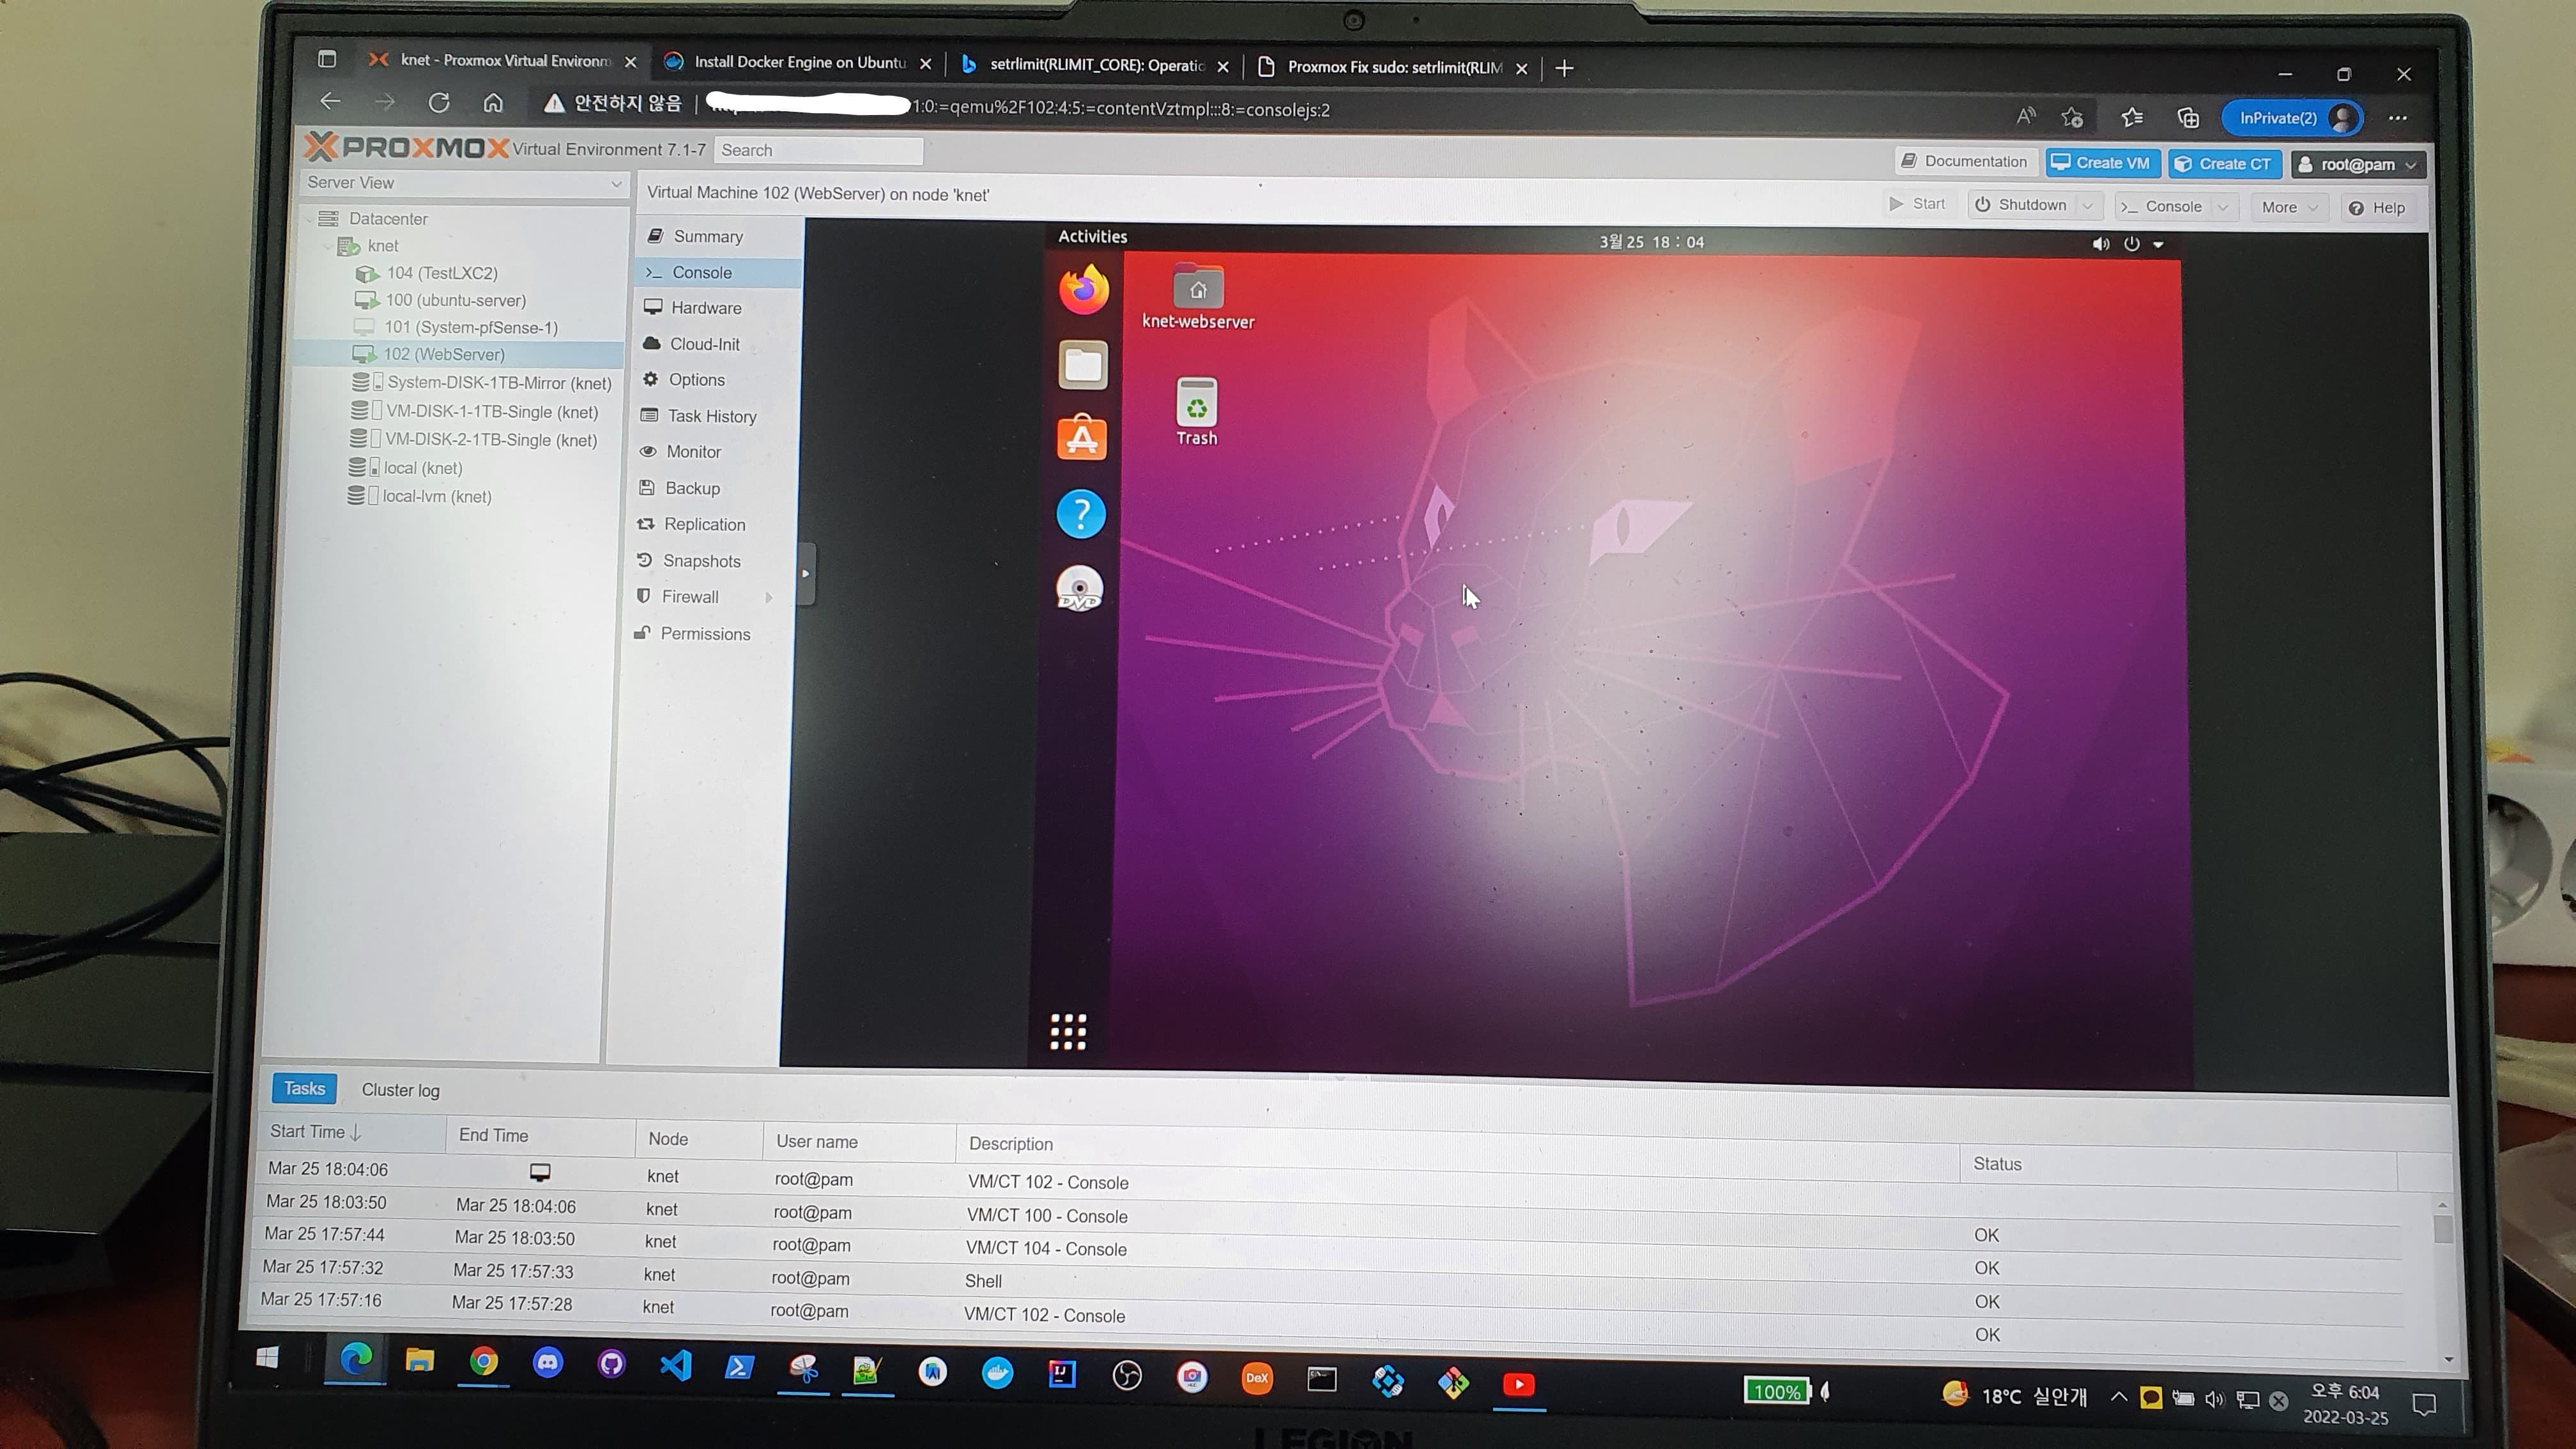 knet - Proxmox Virtual Environm
Install Docker Engine on Ubuntu
setrlimit(RLIMIT_CORE): Operatic
Proxmox Fix sudo: setrlimit(RLIM
안전하지 않음 | 1:0:=qemu%2F102:4:5:=contentVztmpl:::8:=consolejs:2
InPrivate(2)
PROXMOX Virtual Environment 7.1-7
Search
Documentation
Create VM
Create CT
root@pam
Server View
Virtual Machine 102 (WebServer) on node 'knet'
Start
Shutdown
>_ Console
More
Help
Datacenter
knet
104 (TestLXC2)
100 (ubuntu-server)
101 (System-pfSense-1)
102 (WebServer)
System-DISK-1TB-Mirror (knet)
VM-DISK-1-1TB-Single (knet)
VM-DISK-2-1TB-Single (knet)
local (knet)
local-lvm (knet)
Summary
>_ Console
Hardware
Cloud-Init
Options
Task History
Monitor
Backup
Replication
Snapshots
Firewall
Permissions
Activities
3월 25 18 : 04
knet-webserver
Trash
DVD
Tasks
Cluster log
Start Time
End Time
Node
User name
Description
Status
Mar 25 18:04:06 knet root@pam VM/CT 102 - Console
Mar 25 18:03:50 Mar 25 18:04:06 knet root@pam VM/CT 100 - Console OK
Mar 25 17:57:44 Mar 25 18:03:50 knet root@pam VM/CT 104 - Console OK
Mar 25 17:57:32 Mar 25 17:57:33 knet root@pam Shell OK
Mar 25 17:57:16 Mar 25 17:57:28 knet root@pam VM/CT 102 - Console OK
IJ
DeX
100%
18°C 실안개
오후 6:04
2022-03-25
LEGION